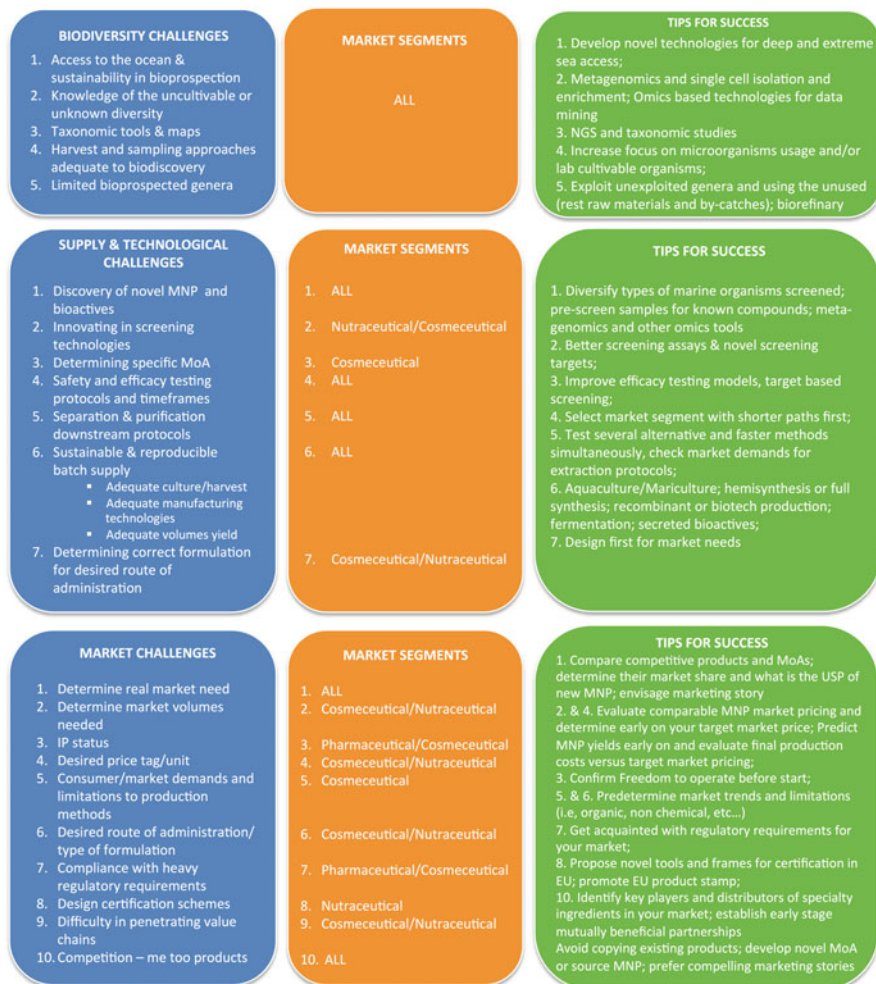 BIODIVERSITY CHALLENGES
1. Access to the ocean &
sustainability in bioprospection
2. Knowledge of the uncultivable or
unknown diversity
3. Taxonomic tools & maps
4. Harvest and sampling approaches
adequate to biodiscovery
5. Limited bioprospected genera
MARKET SEGMENTS
ALL
TIPS FOR SUCCESS
1. Develop novel technologies for deep and extreme
sea access;
2. Metagenomics and single cell isolation and
enrichment; Omics based technologies for data
mining
3. NGS and taxonomic studies
4. Increase focus on microorganisms usage and/or
lab cultivable organisms;
5. Exploit unexploited genera and using the unused
(rest raw materials and by-catches); biorefinary
SUPPLY & TECHNOLOGICAL
CHALLENGES
1. Discovery of novel MNP and
bioactives
2. Innovating in screening
technologies
3. Determining specific MoA
4. Safety and efficacy testing
protocols and timeframes
5. Separation & purification
downstream protocols
6. Sustainable & reproducible
batch supply
▪ Adequate culture/harvest
▪ Adequate manufacturing
technologies
▪ Adequate volumes yield
7. Determining correct formulation
for desired route of
administration
MARKET SEGMENTS
1. ALL
2. Nutraceutical/Cosmeceutical
3. Cosmeceutical
4. ALL
5. ALL
6. ALL
7. Cosmeceutical/Nutraceutical
TIPS FOR SUCCESS
1. Diversify types of marine organisms screened;
pre-screen samples for known compounds; meta-
genomics and other omics tools
2. Better screening assays & novel screening
targets;
3. Improve efficacy testing models, target based
screening;
4. Select market segment with shorter paths first;
5. Test several alternative and faster methods
simultaneously, check market demands for
extraction protocols;
6. Aquaculture/Mariculture; hemisynthesis or full
synthesis; recombinant or biotech production;
fermentation; secreted bioactives;
7. Design first for market needs
MARKET CHALLENGES
1. Determine real market need
2. Determine market volumes
needed
3. IP status
4. Desired price tag/unit
5. Consumer/market demands and
limitations to production
methods
6. Desired route of administration/
type of formulation
7. Compliance with heavy
regulatory requirements
8. Design certification schemes
9. Difficulty in penetrating value
chains
10. Competition – me too products
MARKET SEGMENTS
1. ALL
2. Cosmeceutical/Nutraceutical
3. Pharmaceutical/Cosmeceutical
4. Cosmeceutical/Nutraceutical
5. Cosmeceutical
6. Cosmeceutical/Nutraceutical
7. Pharmaceutical/Cosmeceutical
8. Nutraceutical
9. Cosmeceutical/Nutraceutical
10. ALL
TIPS FOR SUCCESS
1. Compare competitive products and MoAs;
determine their market share and what is the USP of
new MNP; envisage marketing story
2. & 4. Evaluate comparable MNP market pricing and
determine early on your target market price; Predict
MNP yields early on and evaluate final production
costs versus target market pricing;
3. Confirm Freedom to operate before start;
5. & 6. Predetermine market trends and limitations
(i.e, organic, non chemical, etc...)
7. Get acquainted with regulatory requirements for
your market;
8. Propose novel tools and frames for certification in
EU; promote EU product stamp;
10. Identify key players and distributors of specialty
ingredients in your market; establish early stage
mutually beneficial partnerships
Avoid copying existing products; develop novel MoA
or source MNP; prefer compelling marketing stories